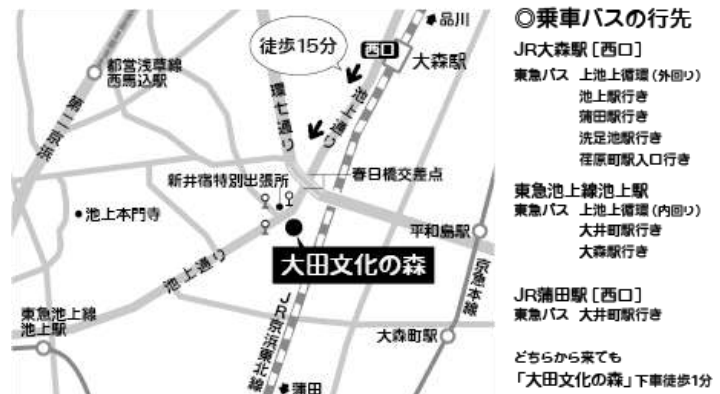 品川
徒歩15分
西口
大森駅
都営浅草線
西馬込駅
第二京浜
環七通り
池上通り
新井宿特別出張所
春日橋交差点
池上本門寺
平和島駅
大田文化の森
池上通り
京急本線
東急池上線
池上駅
JR京浜東北線
大森町駅
蒲田
◎乗車バスの行先
JR大森駅[西口]
東急バス 上池上循環(外回り)
池上駅行き
蒲田駅行き
洗足池駅行き
荏原町駅入口行き
東急池上線池上駅
東急バス 上池上循環(内回り)
大井町駅行き
大森駅行き
JR蒲田駅[西口]
東急バス 大井町駅行き
どちらから来ても
「大田文化の森」下車徒歩1分